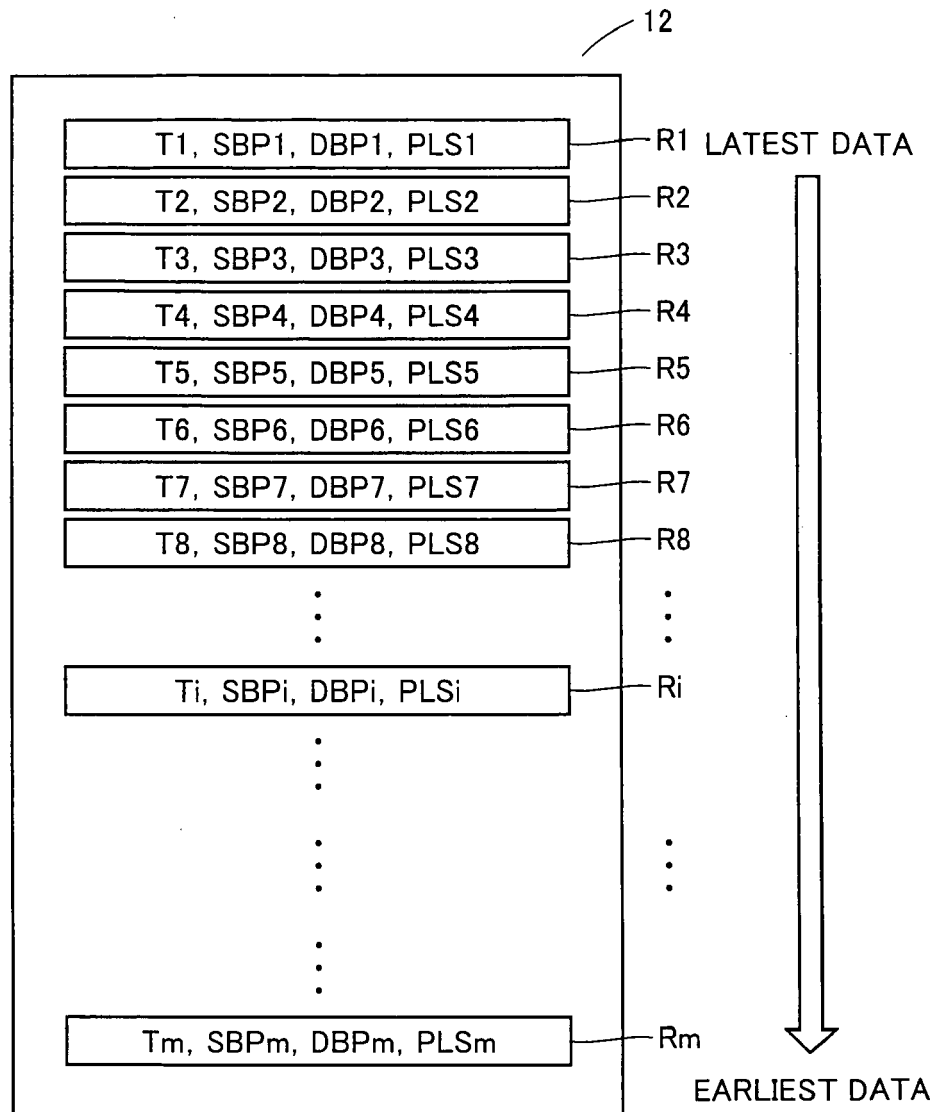 12
T1, SBP1, DBP1, PLS1 R1 LATEST DATA
T2, SBP2, DBP2, PLS2 R2
T3, SBP3, DBP3, PLS3 R3
T4, SBP4, DBP4, PLS4 R4
T5, SBP5, DBP5, PLS5 R5
T6, SBP6, DBP6, PLS6 R6
T7, SBP7, DBP7, PLS7 R7
T8, SBP8, DBP8, PLS8 R8
Ti, SBPi, DBPi, PLSi Ri
Tm, SBPm, DBPm, PLSm Rm
EARLIEST DATA